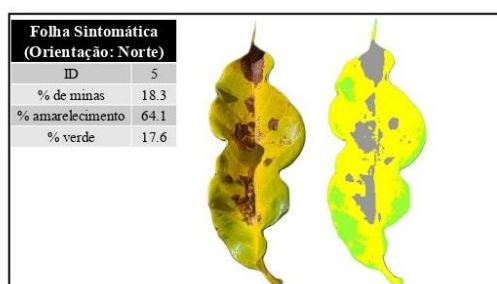 Folha Sintomática
(Orientação: Norte)
ID 5
% de minas 18.3
% amarelecimento 64.1
% verde 17.6